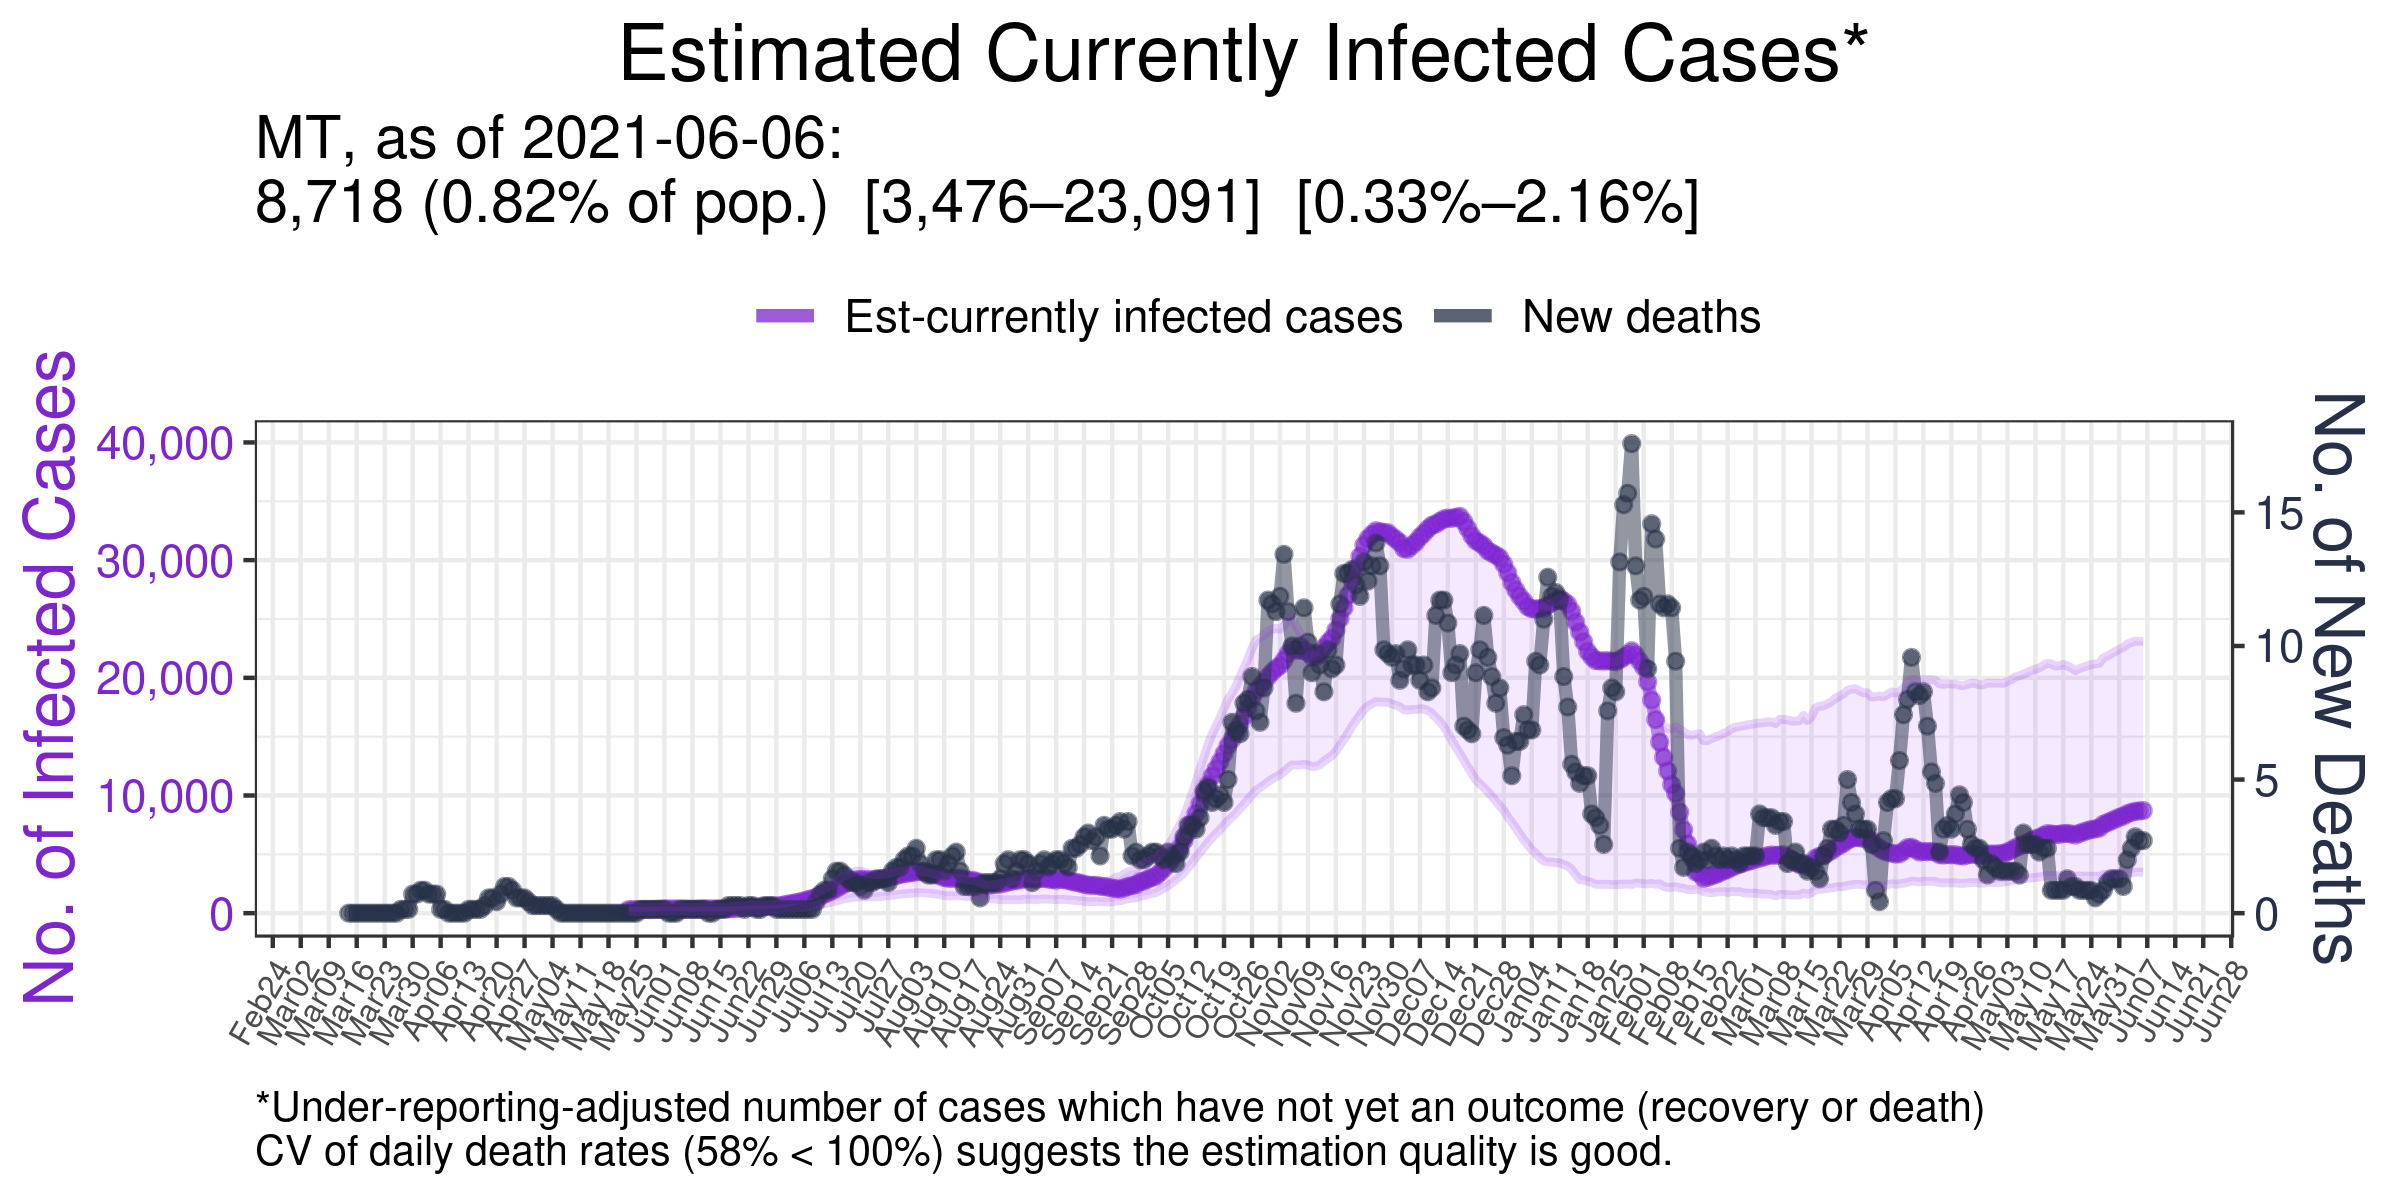 Estimated Currently Infected Cases*
MT, as of 2021-06-06:
8,718 (0.82% of pop.)  [3,476–23,091]  [0.33%–2.16%]
Est-currently infected cases
New deaths
No. of Infected Cases
40,000
30,000
20,000
10,000
0
15
10
5
0
No. of New Deaths
Feb24
Mar02
Mar09
Mar16
Mar23
Mar30
Apr06
Apr13
Apr20
Apr27
May04
May11
May18
May25
Jun01
Jun08
Jun15
Jun22
Jun29
Jul06
Jul13
Jul20
Jul27
Aug03
Aug10
Aug17
Aug24
Aug31
Sep07
Sep14
Sep21
Sep28
Oct05
Oct12
Oct19
Oct26
Nov02
Nov09
Nov16
Nov23
Nov30
Dec07
Dec14
Dec21
Dec28
Jan04
Jan11
Jan18
Jan25
Feb01
Feb08
Feb15
Feb22
Mar01
Mar08
Mar15
Mar22
Mar29
Apr05
Apr12
Apr19
Apr26
May03
May10
May17
May24
May31
Jun07
Jun14
Jun21
Jun28
*Under-reporting-adjusted number of cases which have not yet an outcome (recovery or death)
CV of daily death rates (58% < 100%) suggests the estimation quality is good.